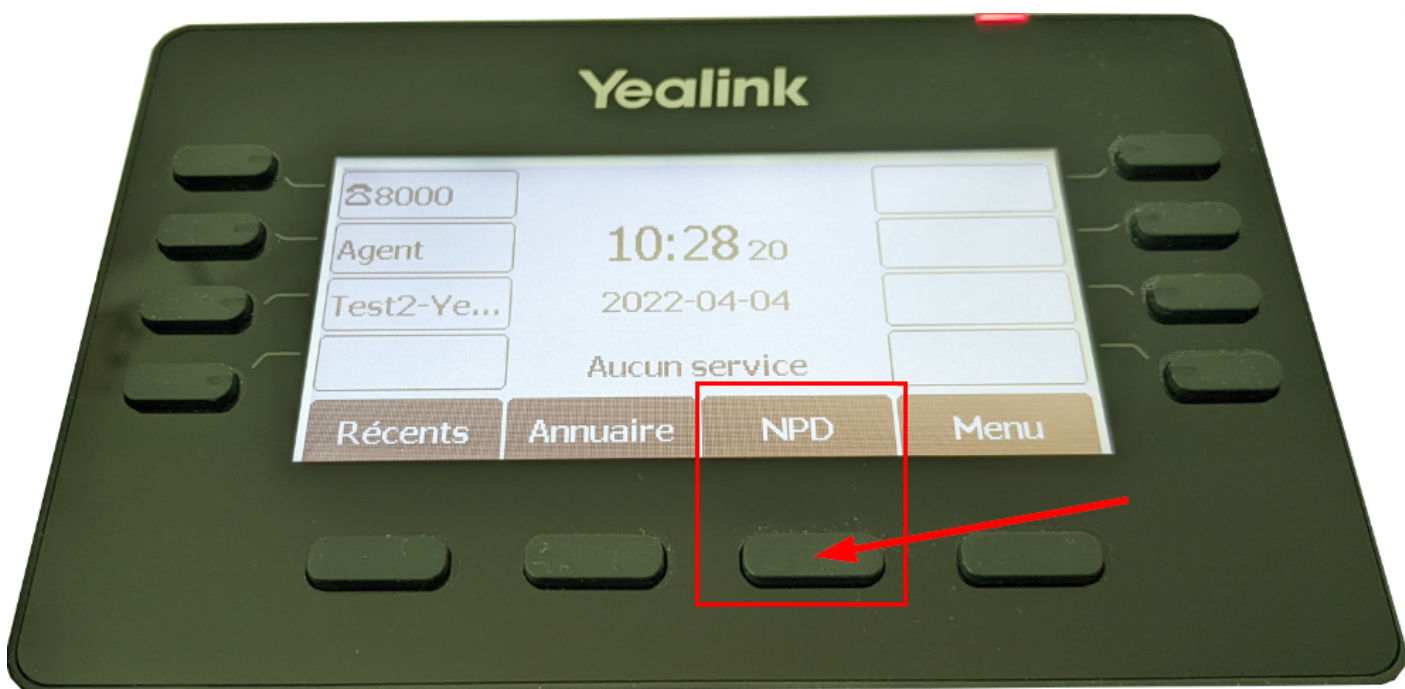 Yealink
8000
Agent
Test2-Ye...
10:28 20
2022-04-04
Aucun service
Récents
Annuaire
NPD
Menu